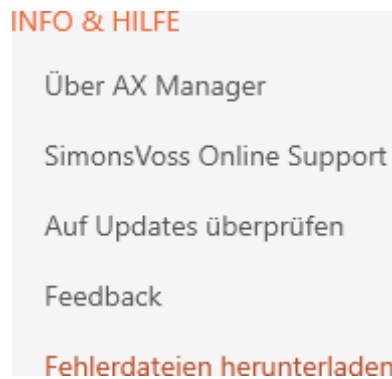 INFO & HILFE
Über AX Manager
SimonsVoss Online Support
Auf Updates überprüfen
Feedback
Fehlerdateien herunterladen